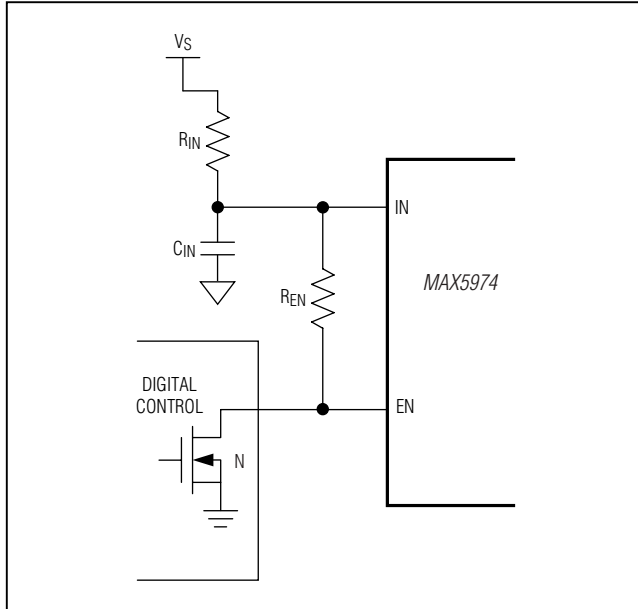 VS
RIN
IN
CIN
MAX5974
REN
DIGITAL
CONTROL
EN
N